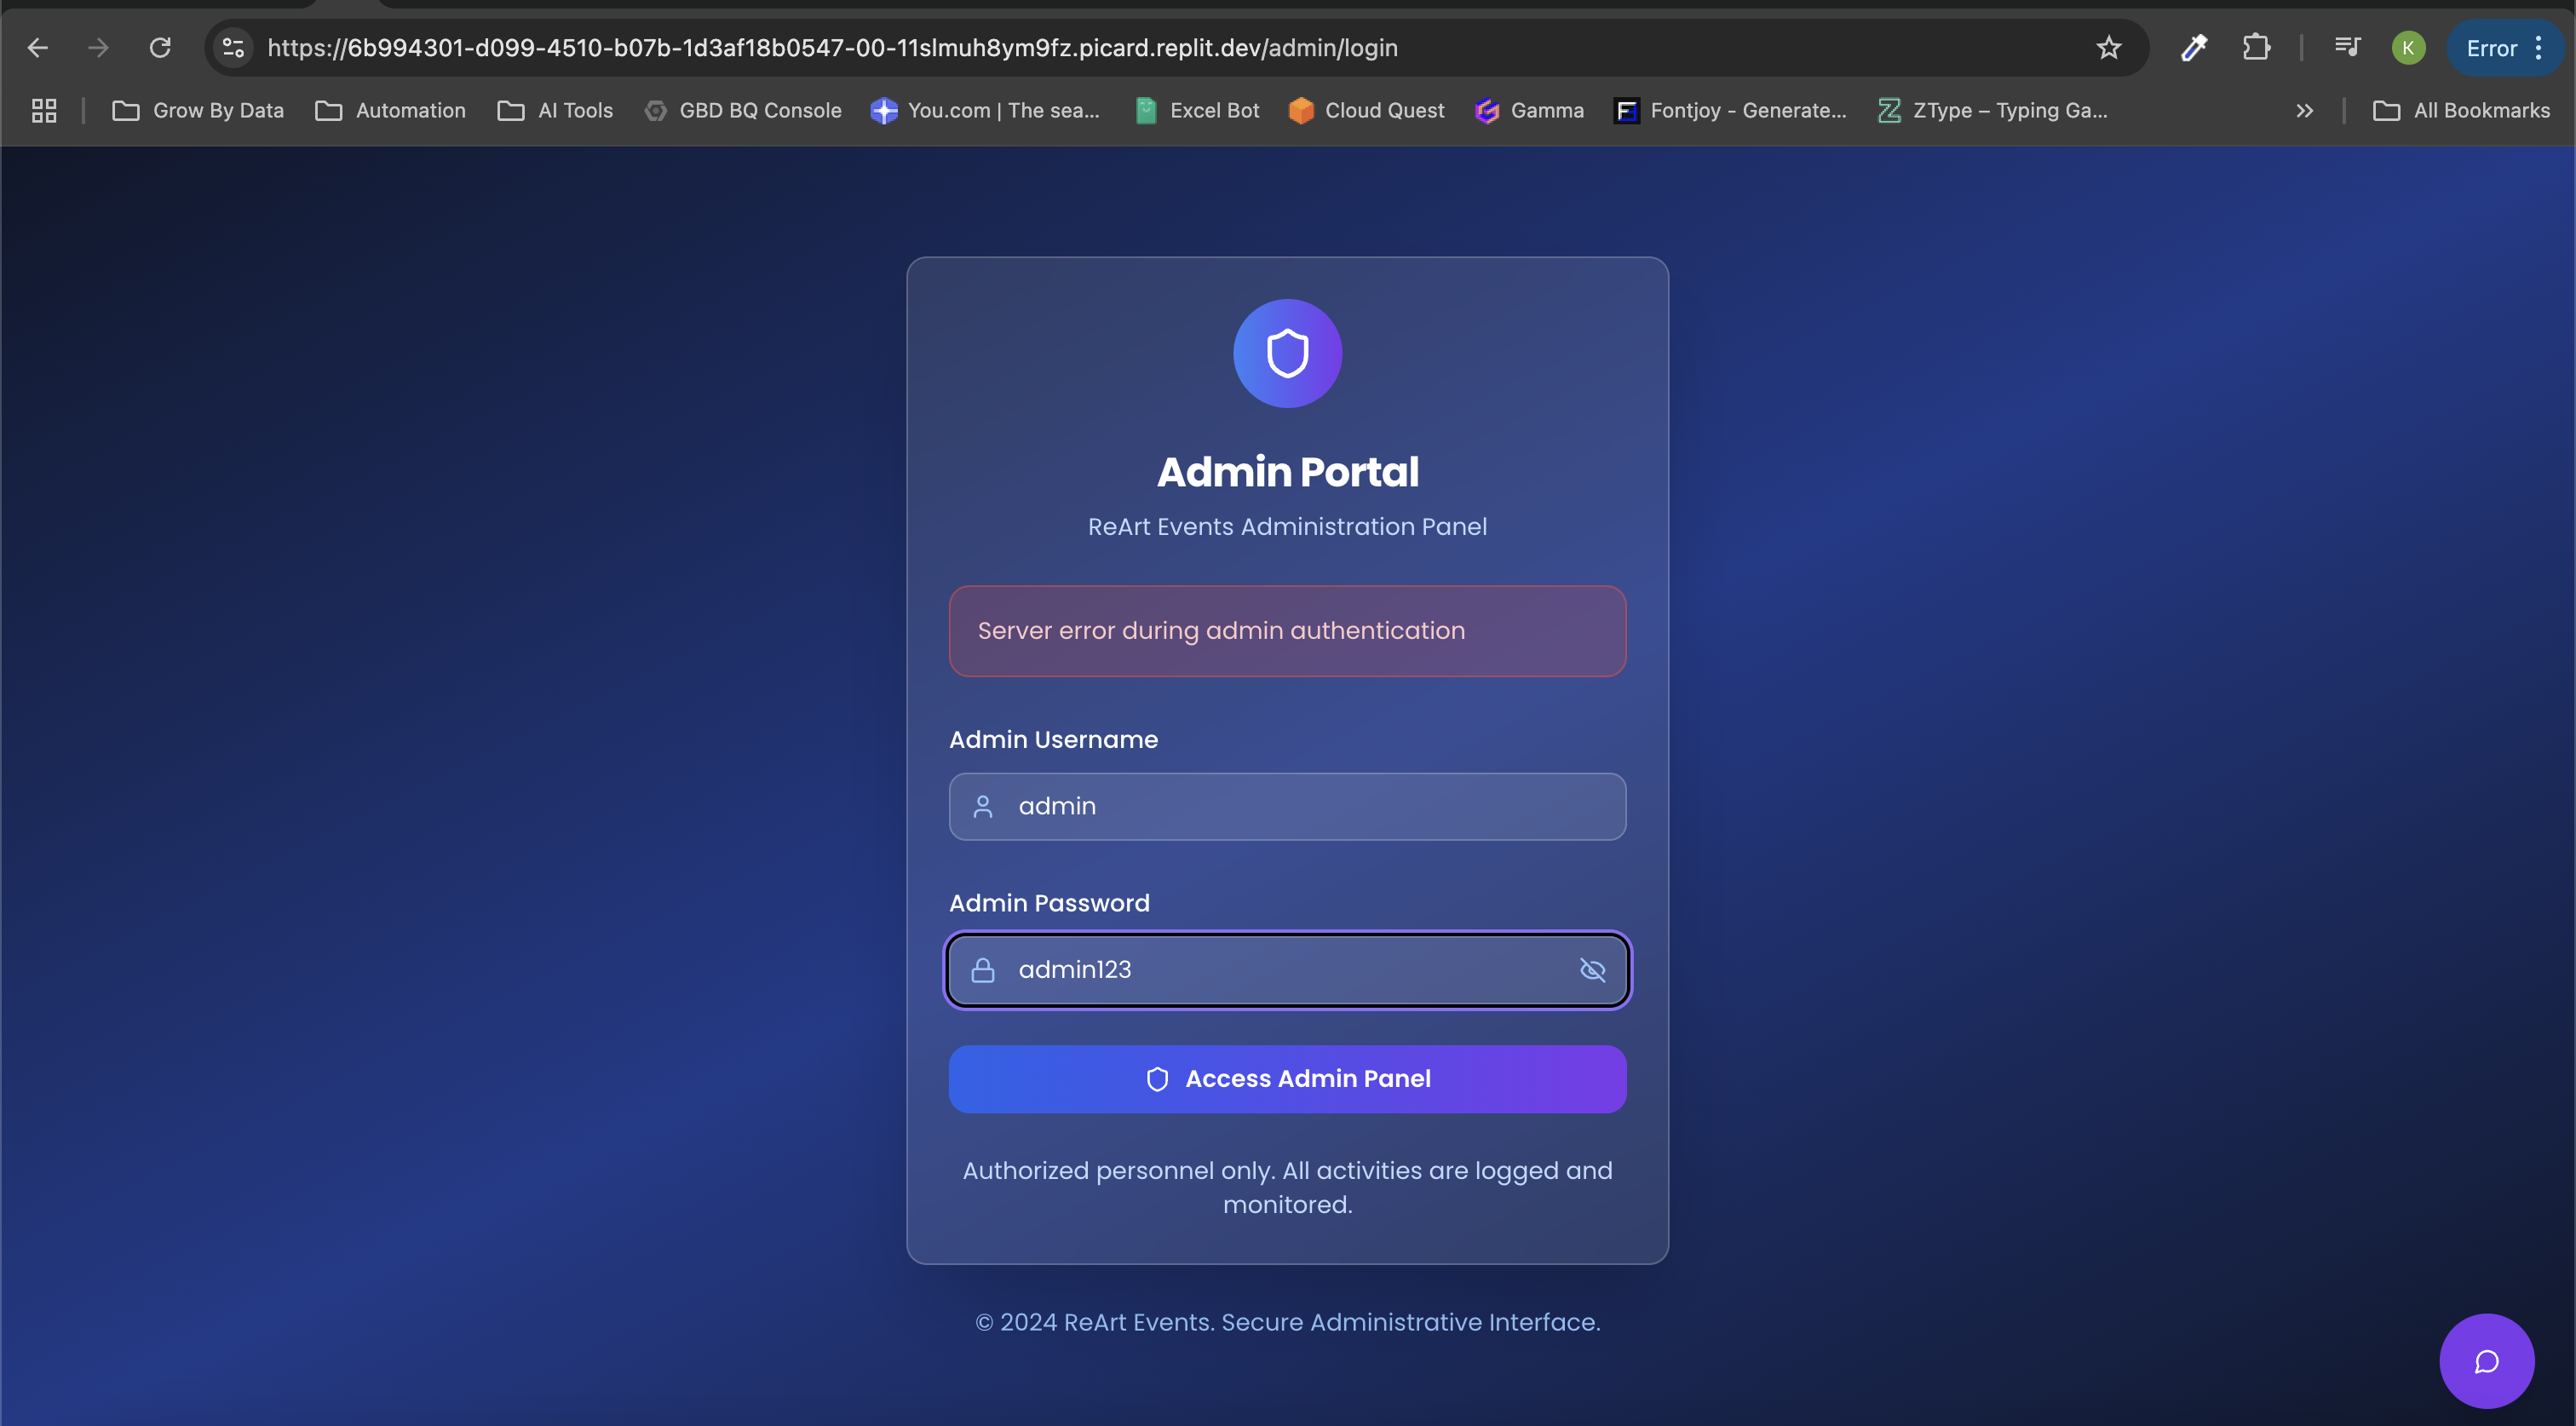 https://6b994301-d099-4510-b07b-1d3af18b0547-00-11slmuh8ym9fz.picard.replit.dev/admin/login
K
Error
Grow By Data
Automation
AI Tools
GBD BQ Console
You.com | The sea...
Excel Bot
Cloud Quest
Gamma
Fontjoy - Generate...
ZType – Typing Ga...
All Bookmarks
Admin Portal
ReArt Events Administration Panel
Server error during admin authentication
Admin Username
admin
Admin Password
admin123
Access Admin Panel
Authorized personnel only. All activities are logged and
monitored.
© 2024 ReArt Events. Secure Administrative Interface.